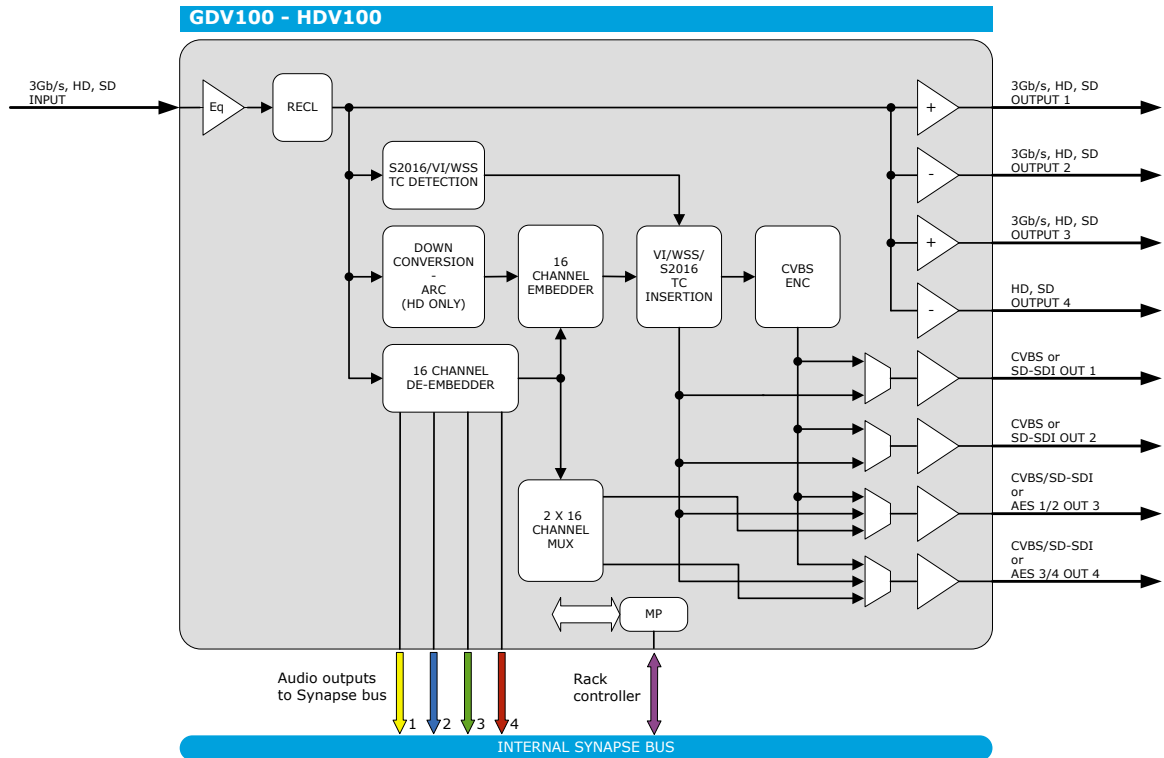 GDV100 - HDV100
3Gb/s, HD, SD
INPUT
Eq
RECL
+
3Gb/s, HD, SD
OUTPUT 1
S2016/VI/WSS
TC DETECTION
-
3Gb/s, HD, SD
OUTPUT 2
+
3Gb/s, HD, SD
OUTPUT 3
DOWN
CONVERSION
-
ARC
(HD ONLY)
16
CHANNEL
EMBEDDER
VI/WSS/
S2016
TC
INSERTION
CVBS
ENC
-
HD, SD
OUTPUT 4
16 CHANNEL
DE-EMBEDDER
CVBS or
SD-SDI OUT 1
CVBS or
SD-SDI OUT 2
2 X 16
CHANNEL
MUX
CVBS/SD-SDI
or
AES 1/2 OUT 3
CVBS/SD-SDI
or
AES 3/4 OUT 4
MP
Audio outputs
to Synapse bus
1
2
3
4
Rack
controller
INTERNAL SYNAPSE BUS